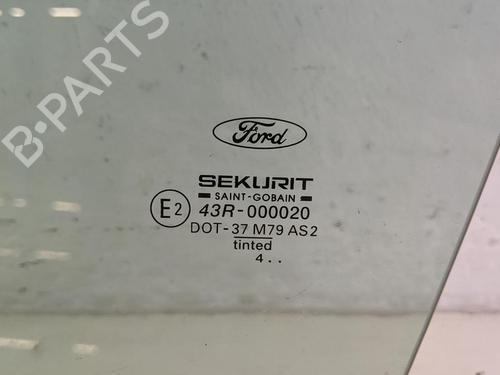 B-PARTS
Ford
SEKURIT
SAINT-GOBAIN
E2 43R-000020
DOT-37 M79 AS2
tinted
4 . .